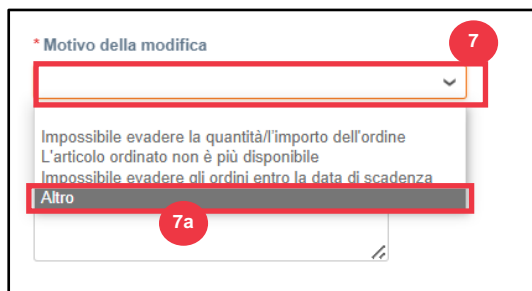 * Motivo della modifica
7
Impossibile evadere la quantità/l'importo dell'ordine
L'articolo ordinato non è più disponibile
Impossibile evadere gli ordini entro la data di scadenza
Altro
7a